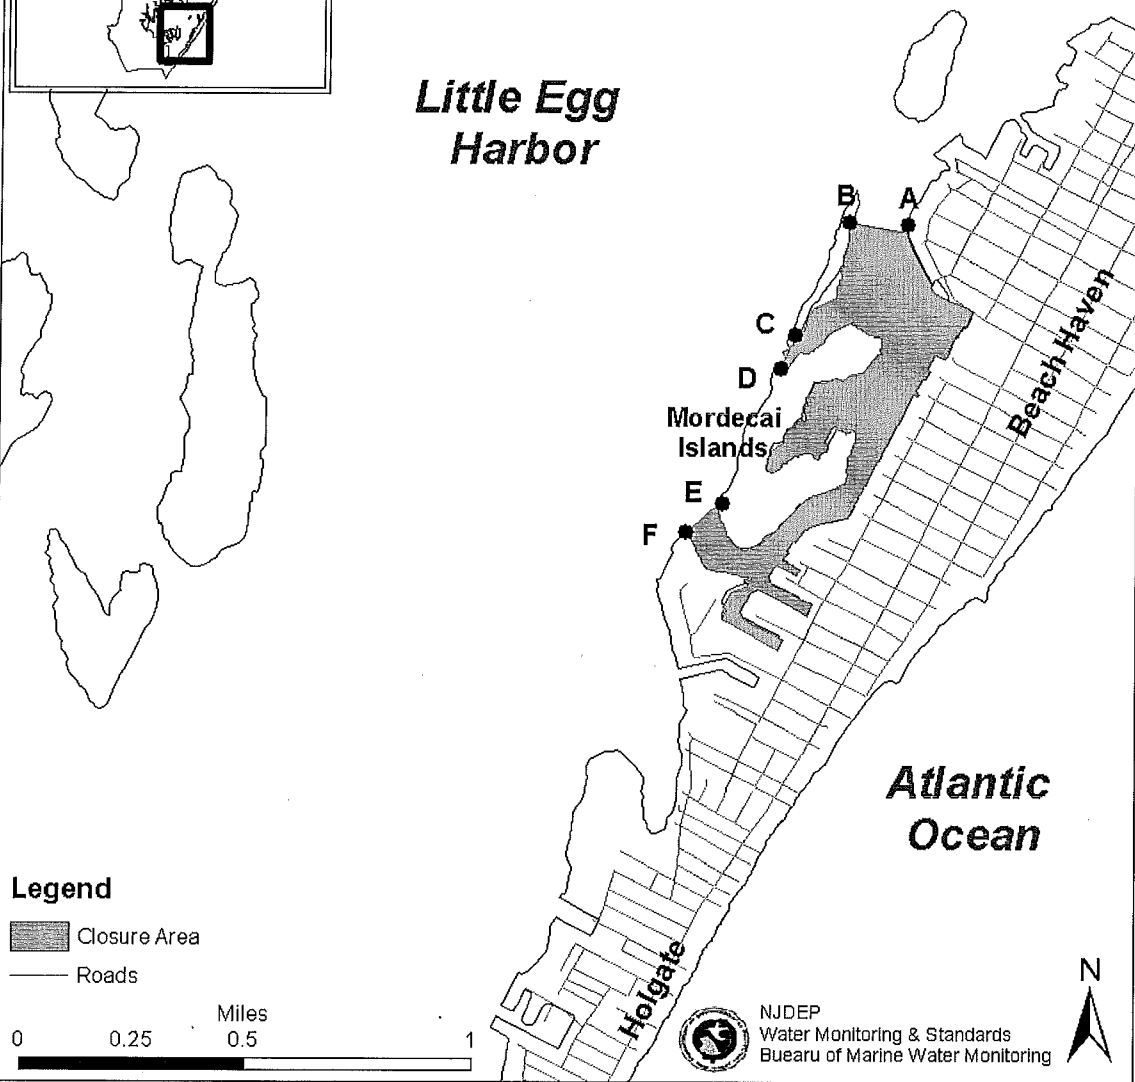 Little Egg
Harbor
B
A
C
D
Mordecai
Islands
E
F
Beach Haven
Atlantic
Ocean
Holgate
Legend
Closure Area
Roads
Miles
0 0.25 0.5 1
N
NJDEP
Water Monitoring & Standards
Buearu of Marine Water Monitoring